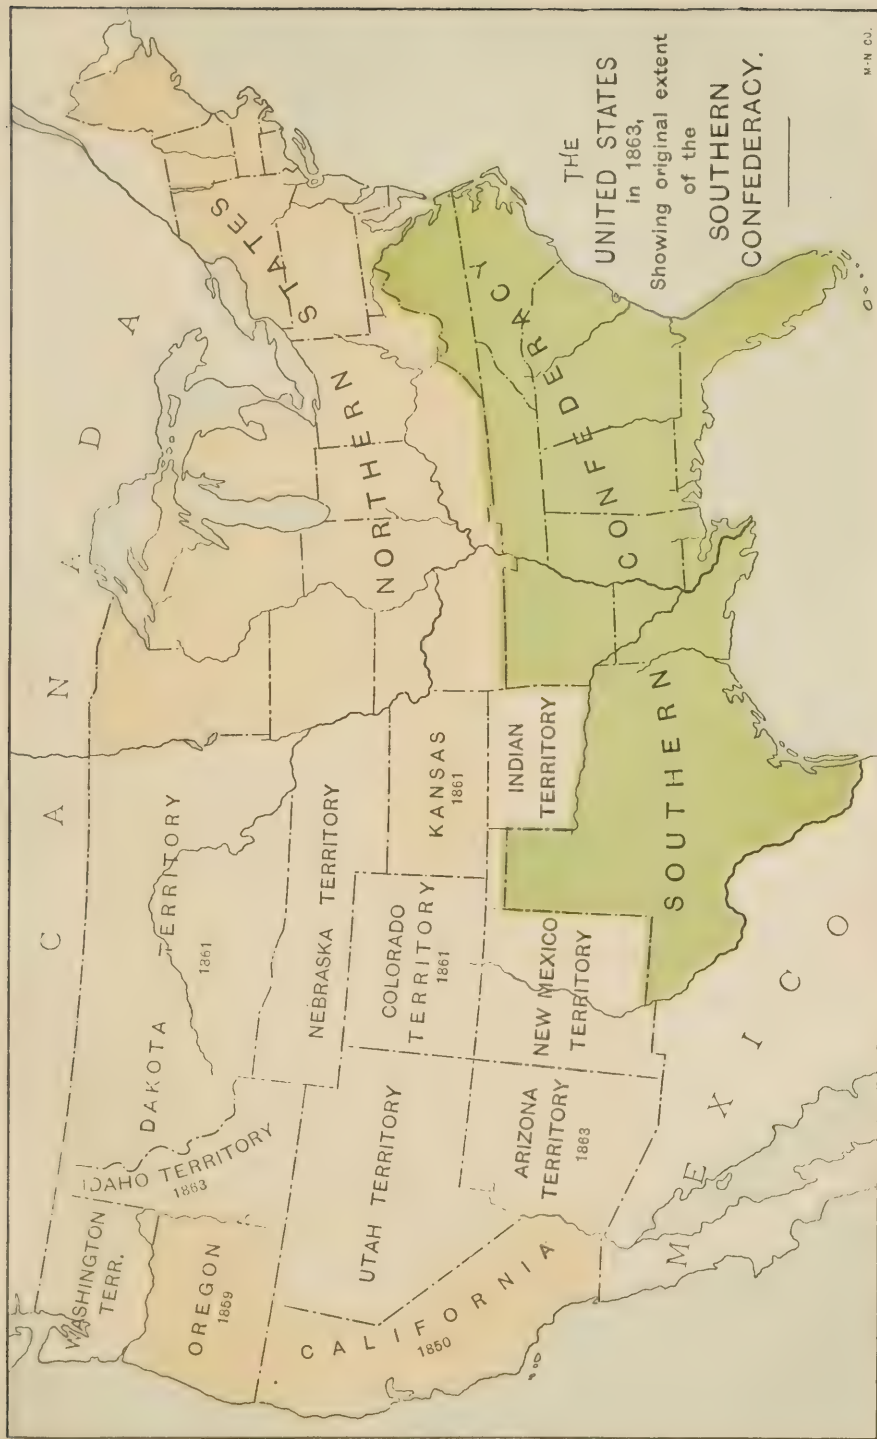 THE
UNITED STATES
in 1863,
Showing original extent
of the
SOUTHERN
CONFEDERACY.
CANADA
WASHINGTON
TERR.
OREGON
1859
IDAHO TERRITORY
1863
DAKOTA TERRITORY
1861
NEBRASKA TERRITORY
UTAH TERRITORY
COLORADO
TERRITORY
1861
KANSAS
1861
CALIFORNIA
1850
ARIZONA
TERRITORY
1863
NEW MEXICO
TERRITORY
INDIAN
TERRITORY
NORTHERN STATES
SOUTHERN CONFEDERACY
MEXICO
M-N CO.